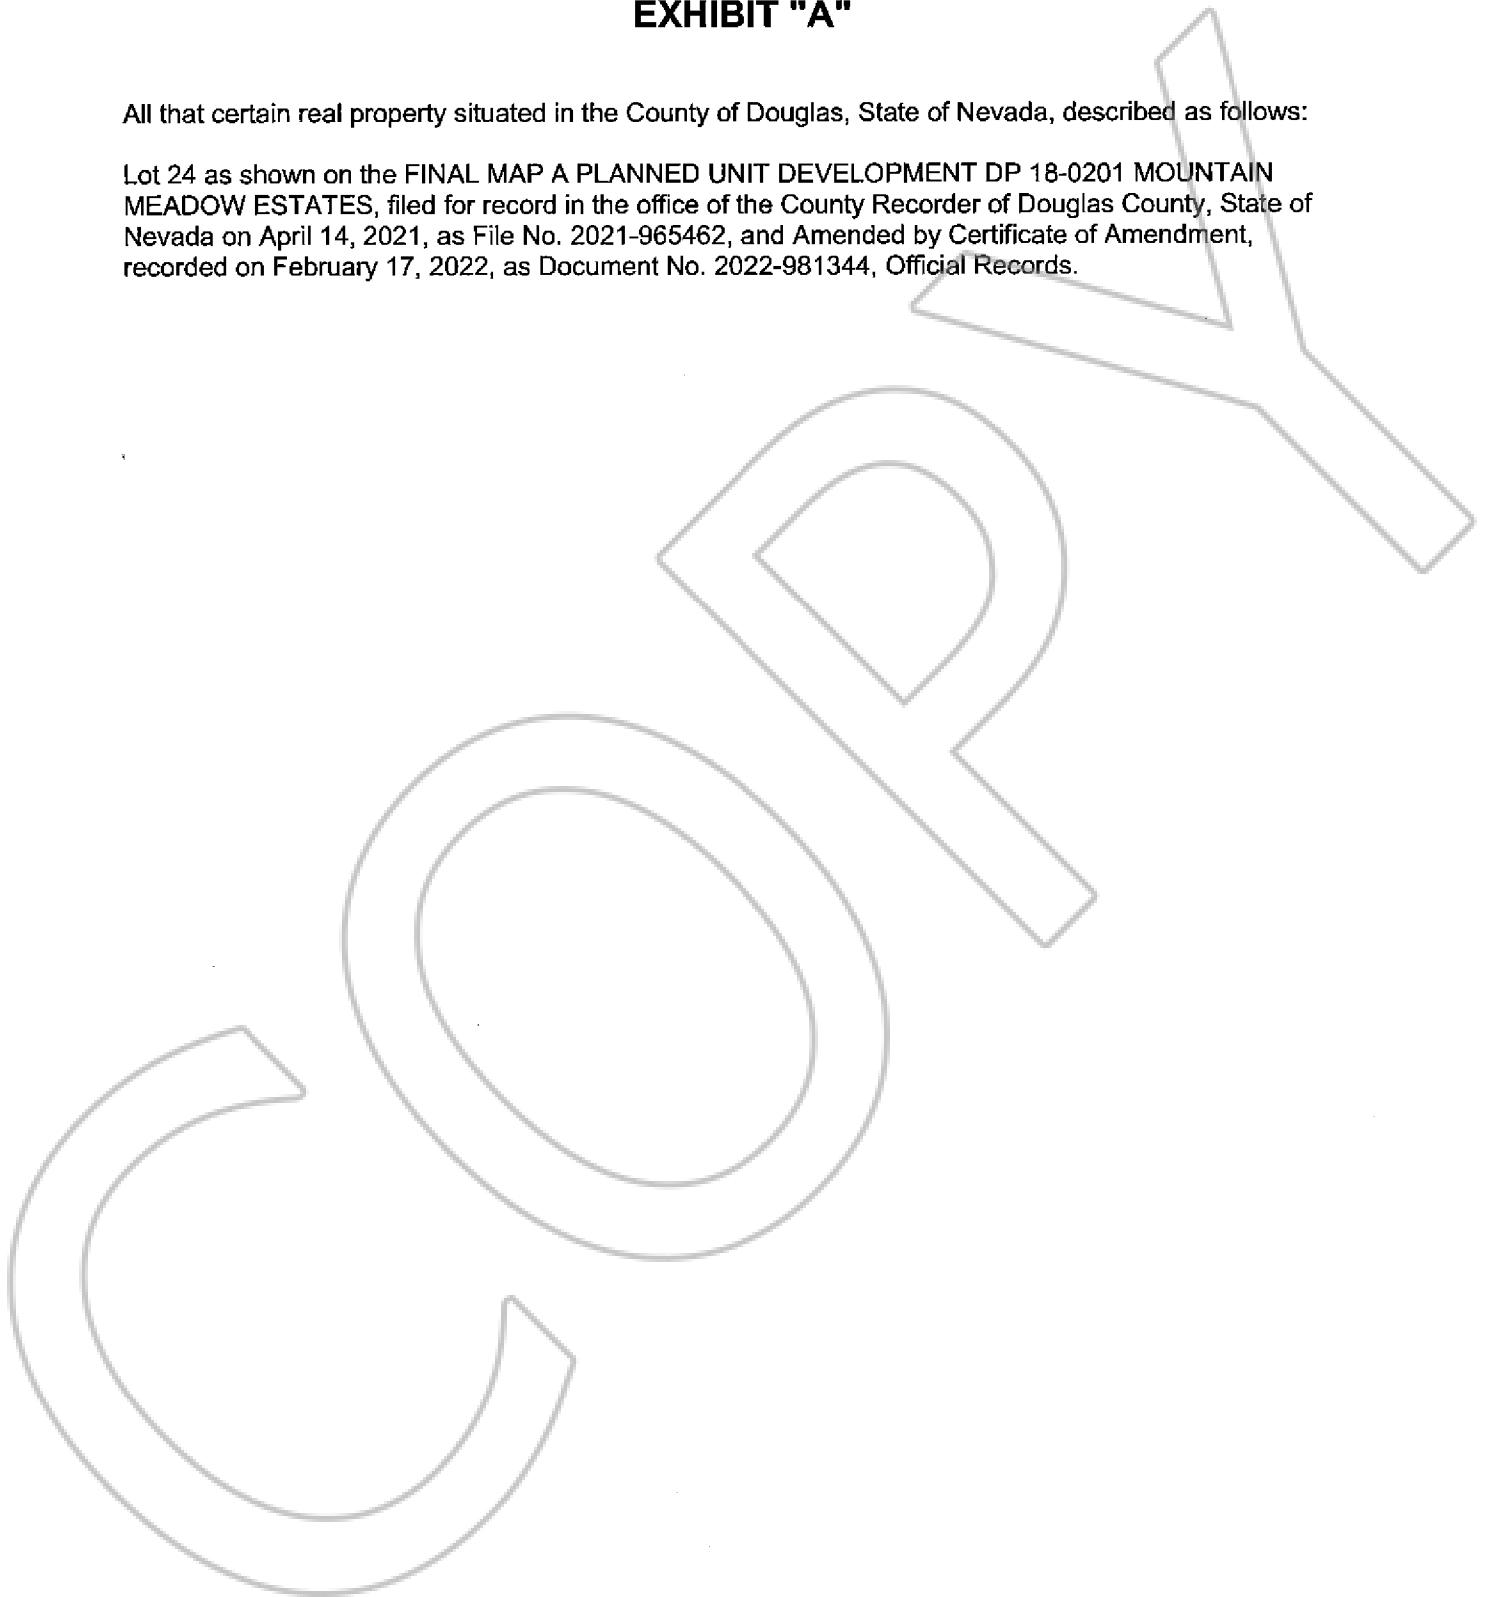 EXHIBIT "A"
All that certain real property situated in the County of Douglas, State of Nevada, described as follows:
Lot 24 as shown on the FINAL MAP A PLANNED UNIT DEVELOPMENT DP 18-0201 MOUNTAIN
MEADOW ESTATES, filed for record in the office of the County Recorder of Douglas County, State of
Nevada on April 14, 2021, as File No. 2021-965462, and Amended by Certificate of Amendment,
recorded on February 17, 2022, as Document No. 2022-981344, Official Records.
COPY